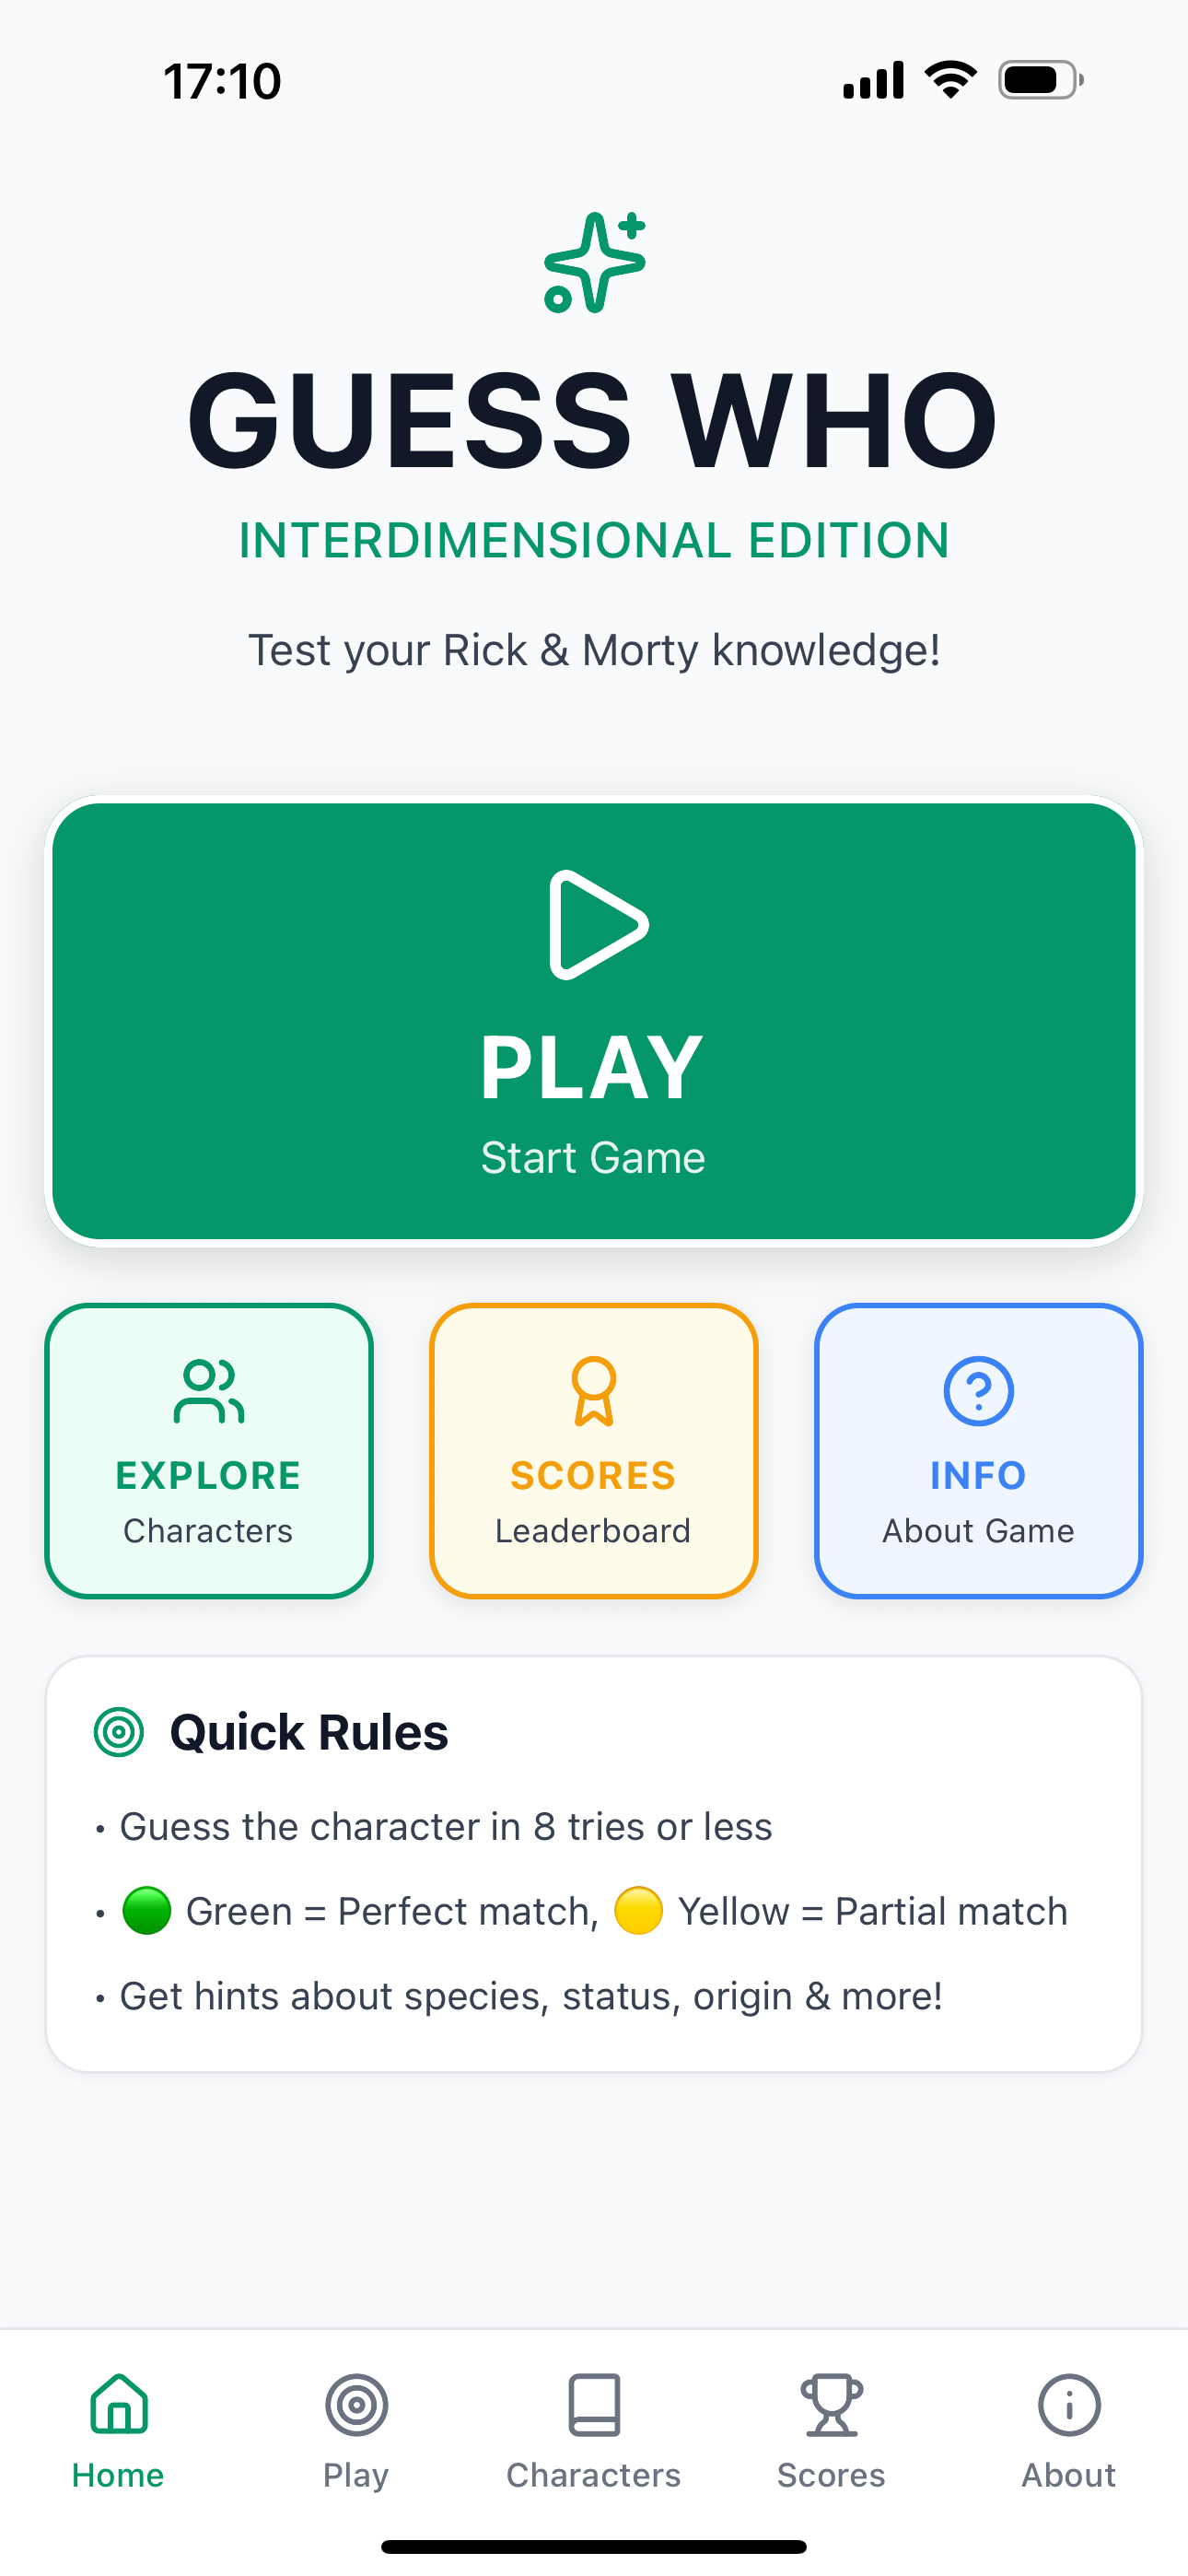 17:10
GUESS WHO
INTERDIMENSIONAL EDITION
Test your Rick & Morty knowledge!
PLAY
Start Game
EXPLORE
Characters
SCORES
Leaderboard
INFO
About Game
Quick Rules
• Guess the character in 8 tries or less
• 🟢 Green = Perfect match, 🟡 Yellow = Partial match
• Get hints about species, status, origin & more!
Home
Play
Characters
Scores
About